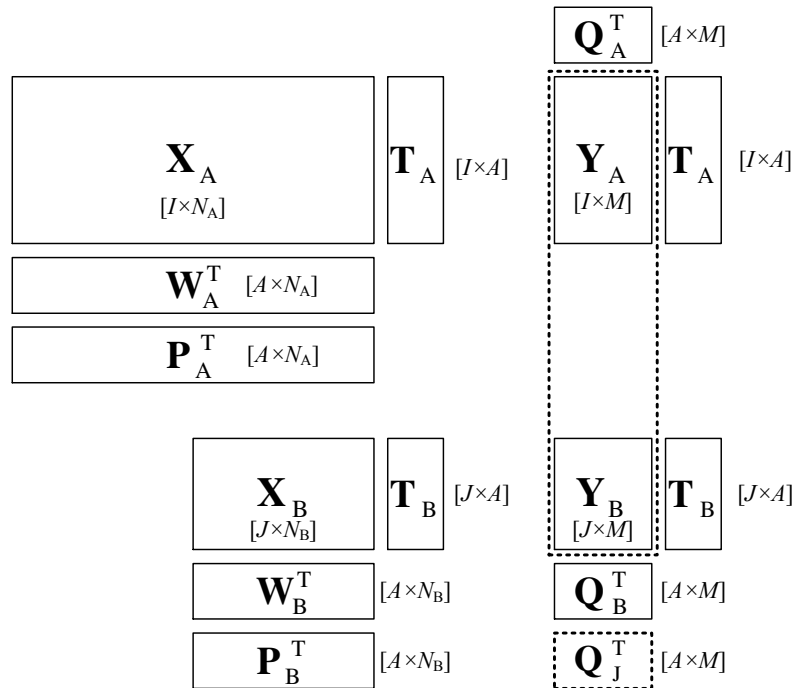 Q_A^T [A×M]
X_A [I×N_A]
T_A [I×A]
Y_A [I×M]
T_A [I×A]
W_A^T [A×N_A]
P_A^T [A×N_A]
X_B [J×N_B]
T_B [J×A]
Y_B [J×M]
T_B [J×A]
W_B^T [A×N_B]
Q_B^T [A×M]
P_B^T [A×N_B]
Q_J^T [A×M]